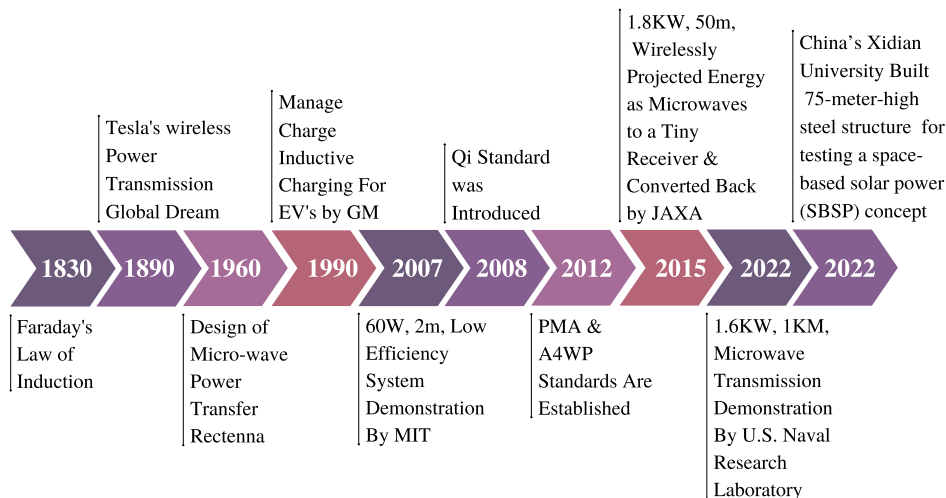 1.8KW, 50m,
Wirelessly
Projected Energy
as Microwaves
to a Tiny
Receiver &
Converted Back
by JAXA
China's Xidian
University Built
75-meter-high
steel structure for
testing a space-
based solar power
(SBSP) concept
Manage
Charge
Inductive
Charging For
EV's by GM
Tesla's wireless
Power
Transmission
Global Dream
Qi Standard
was
Introduced
1830
1890
1960
1990
2007
2008
2012
2015
2022
2022
Faraday's
Law of
Induction
Design of
Micro-wave
Power
Transfer
Rectenna
60W, 2m, Low
Efficiency
System
Demonstration
By MIT
PMA &
A4WP
Standards Are
Established
1.6KW, 1KM,
Microwave
Transmission
Demonstration
By U.S. Naval
Research
Laboratory